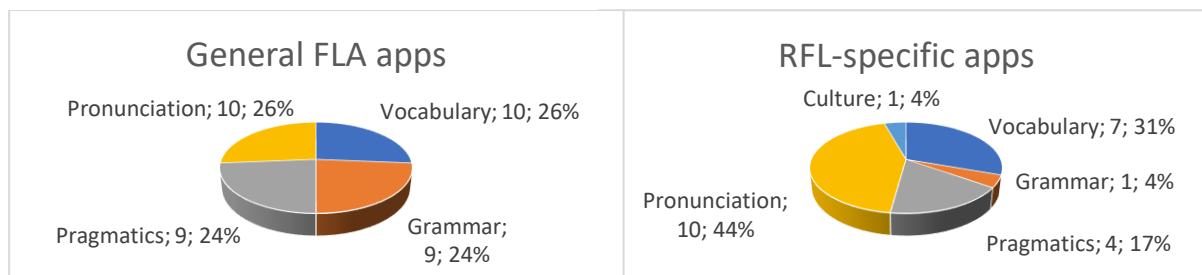 General FLA apps
Pronunciation; 10; 26%
Vocabulary; 10; 26%
Pragmatics; 9; 24%
Grammar;
9; 24%
RFL-specific apps
Culture; 1; 4%
Vocabulary; 7; 31%
Grammar; 1; 4%
Pronunciation;
10; 44%
Pragmatics; 4; 17%